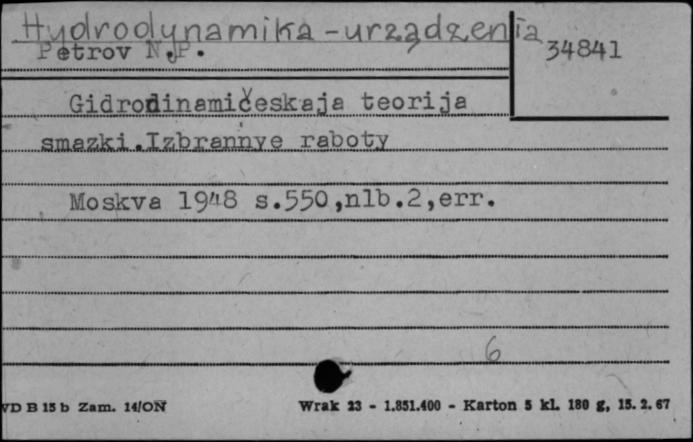 Hydrodynamika - urządzenia
Petrov N.P.
34841
Gidrodinamičeskaja teorija
smazki.Izbrannye raboty
Moskva 1948 s.550,nlb.2,err.
6
VD B 15 b Zam. 14/ON
Wrak 23 - 1.851.400 - Karton 5 kl. 180 g, 15. 2. 67